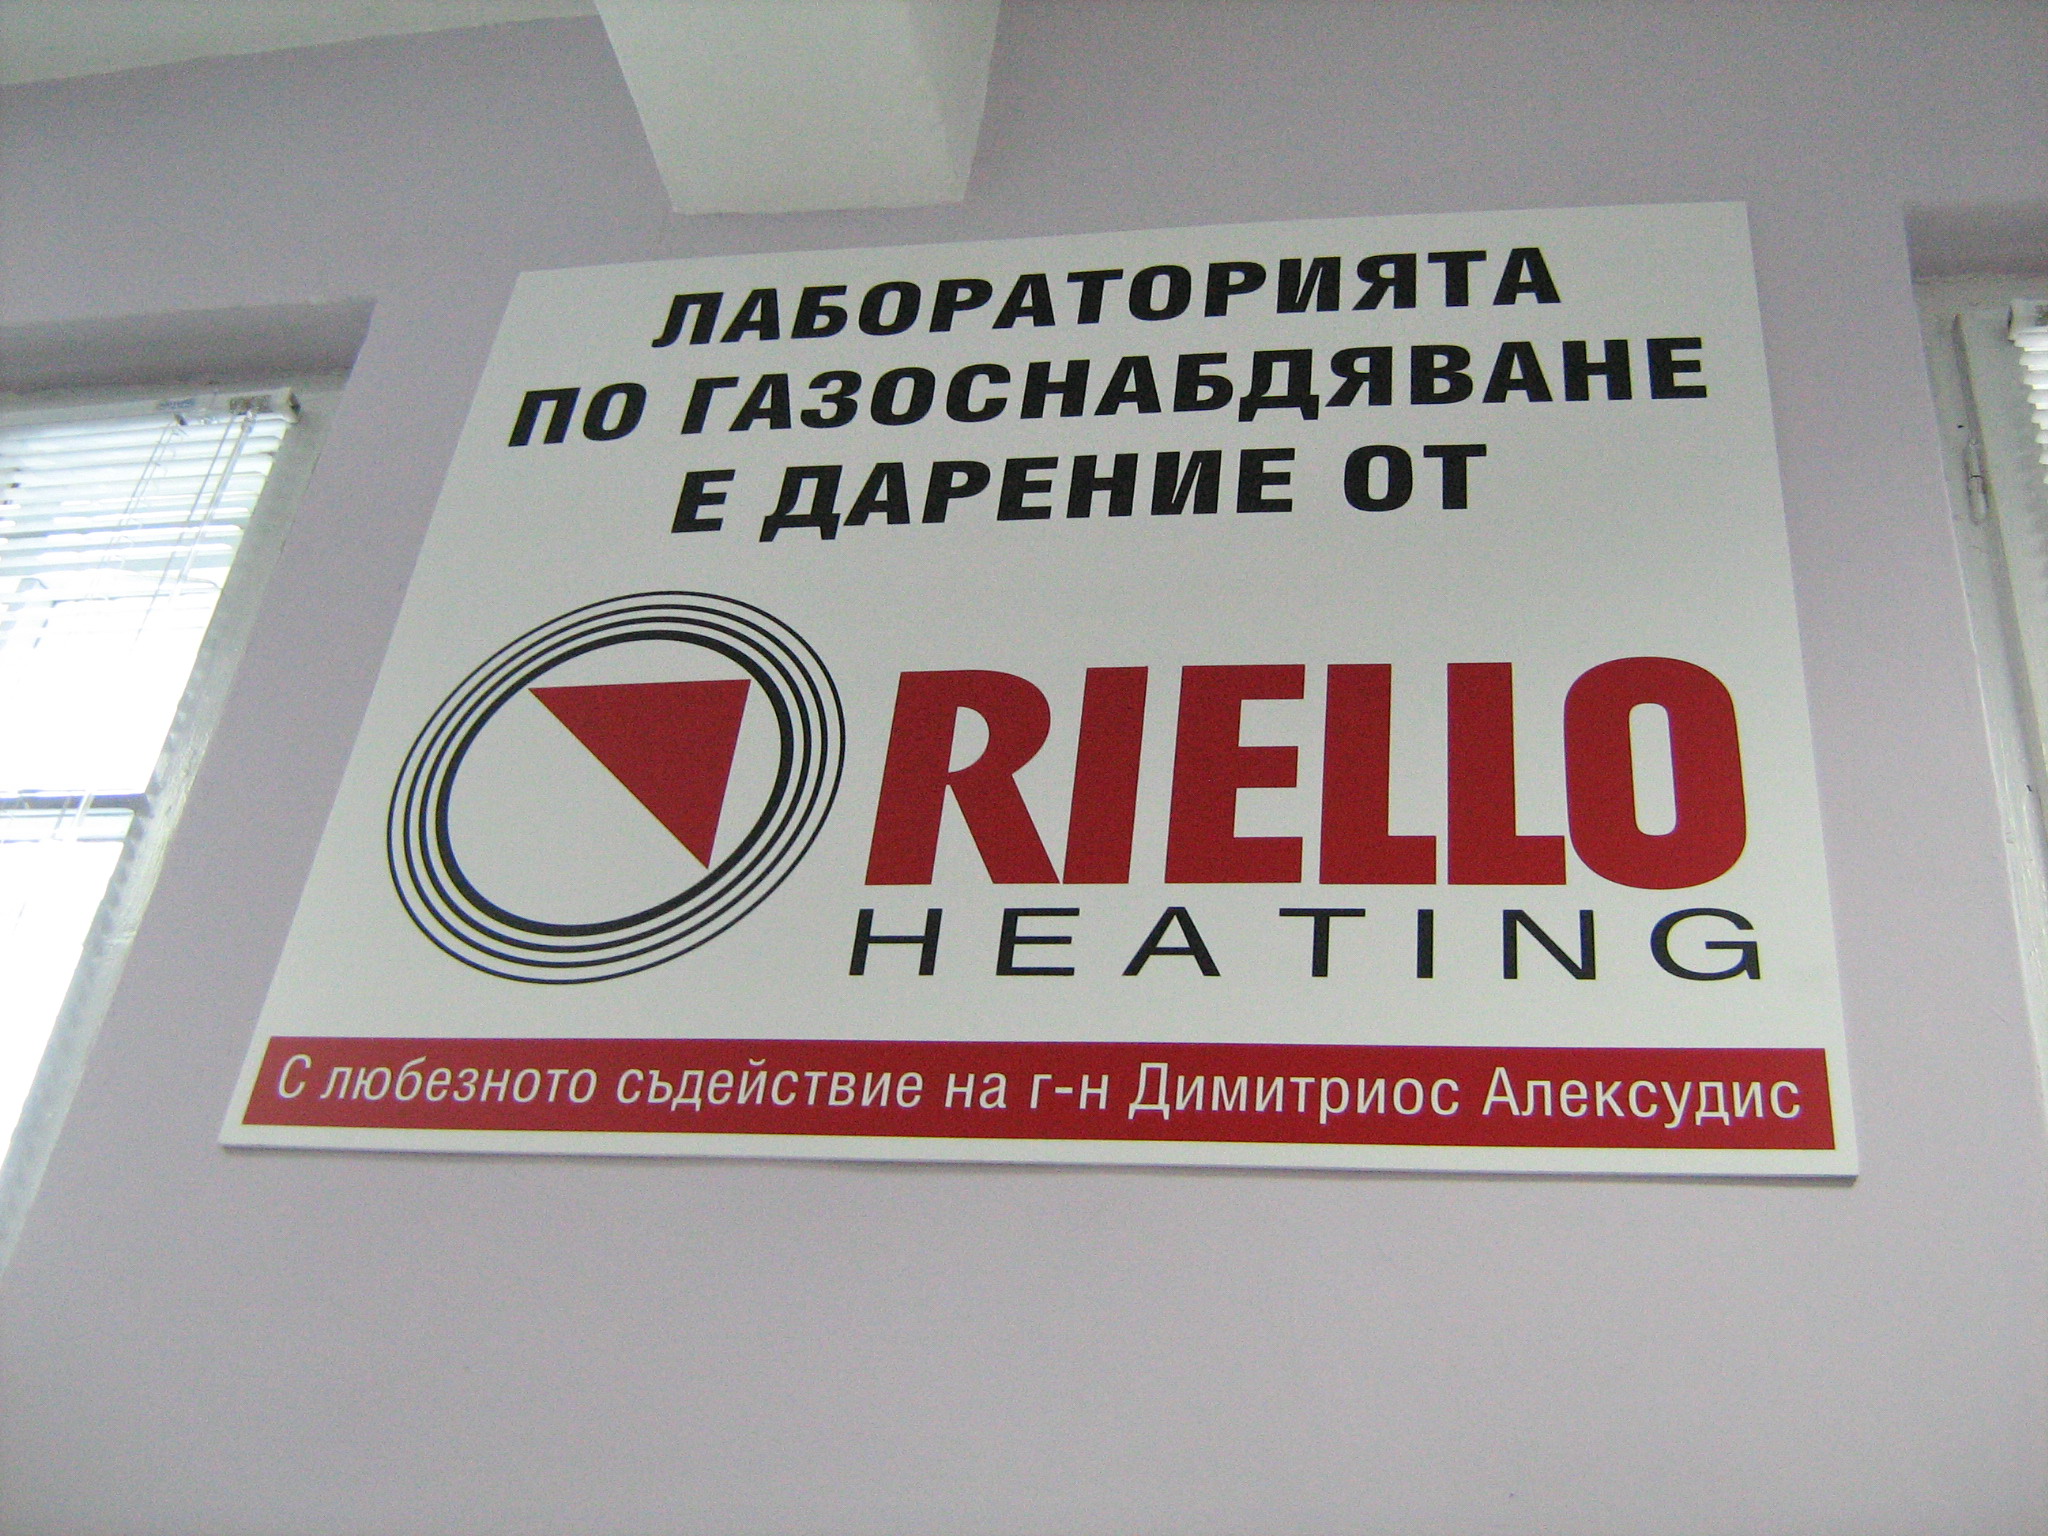 ЛАБОРАТОРИЯТА
ПО ГАЗОСНАБДЯВАНЕ
Е ДАРЕНИЕ ОТ
RIELLO
HEATING
С любезното съдействие на г-н Димитриос Алексудис